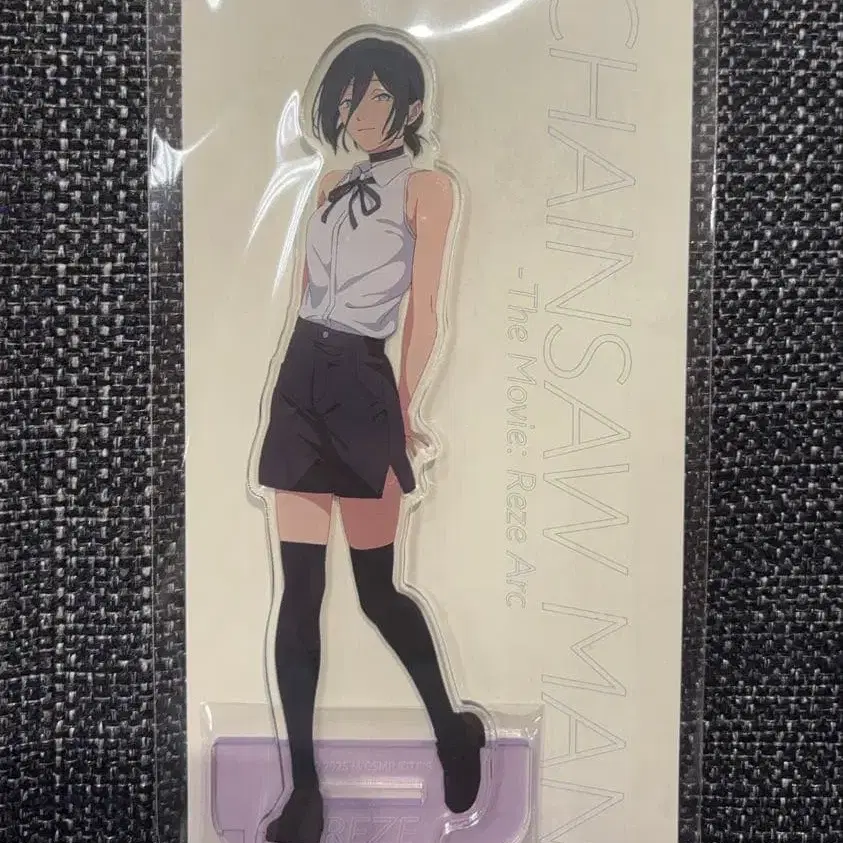 CHAINSAW MAN
-The Movie: Reze Arc
REZE